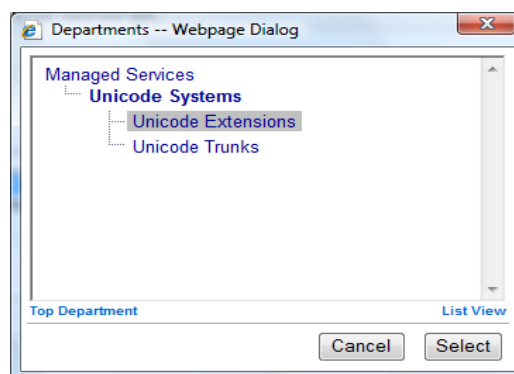 Departments -- Webpage Dialog
Managed Services
Unicode Systems
Unicode Extensions
Unicode Trunks
Top Department List View
Cancel Select